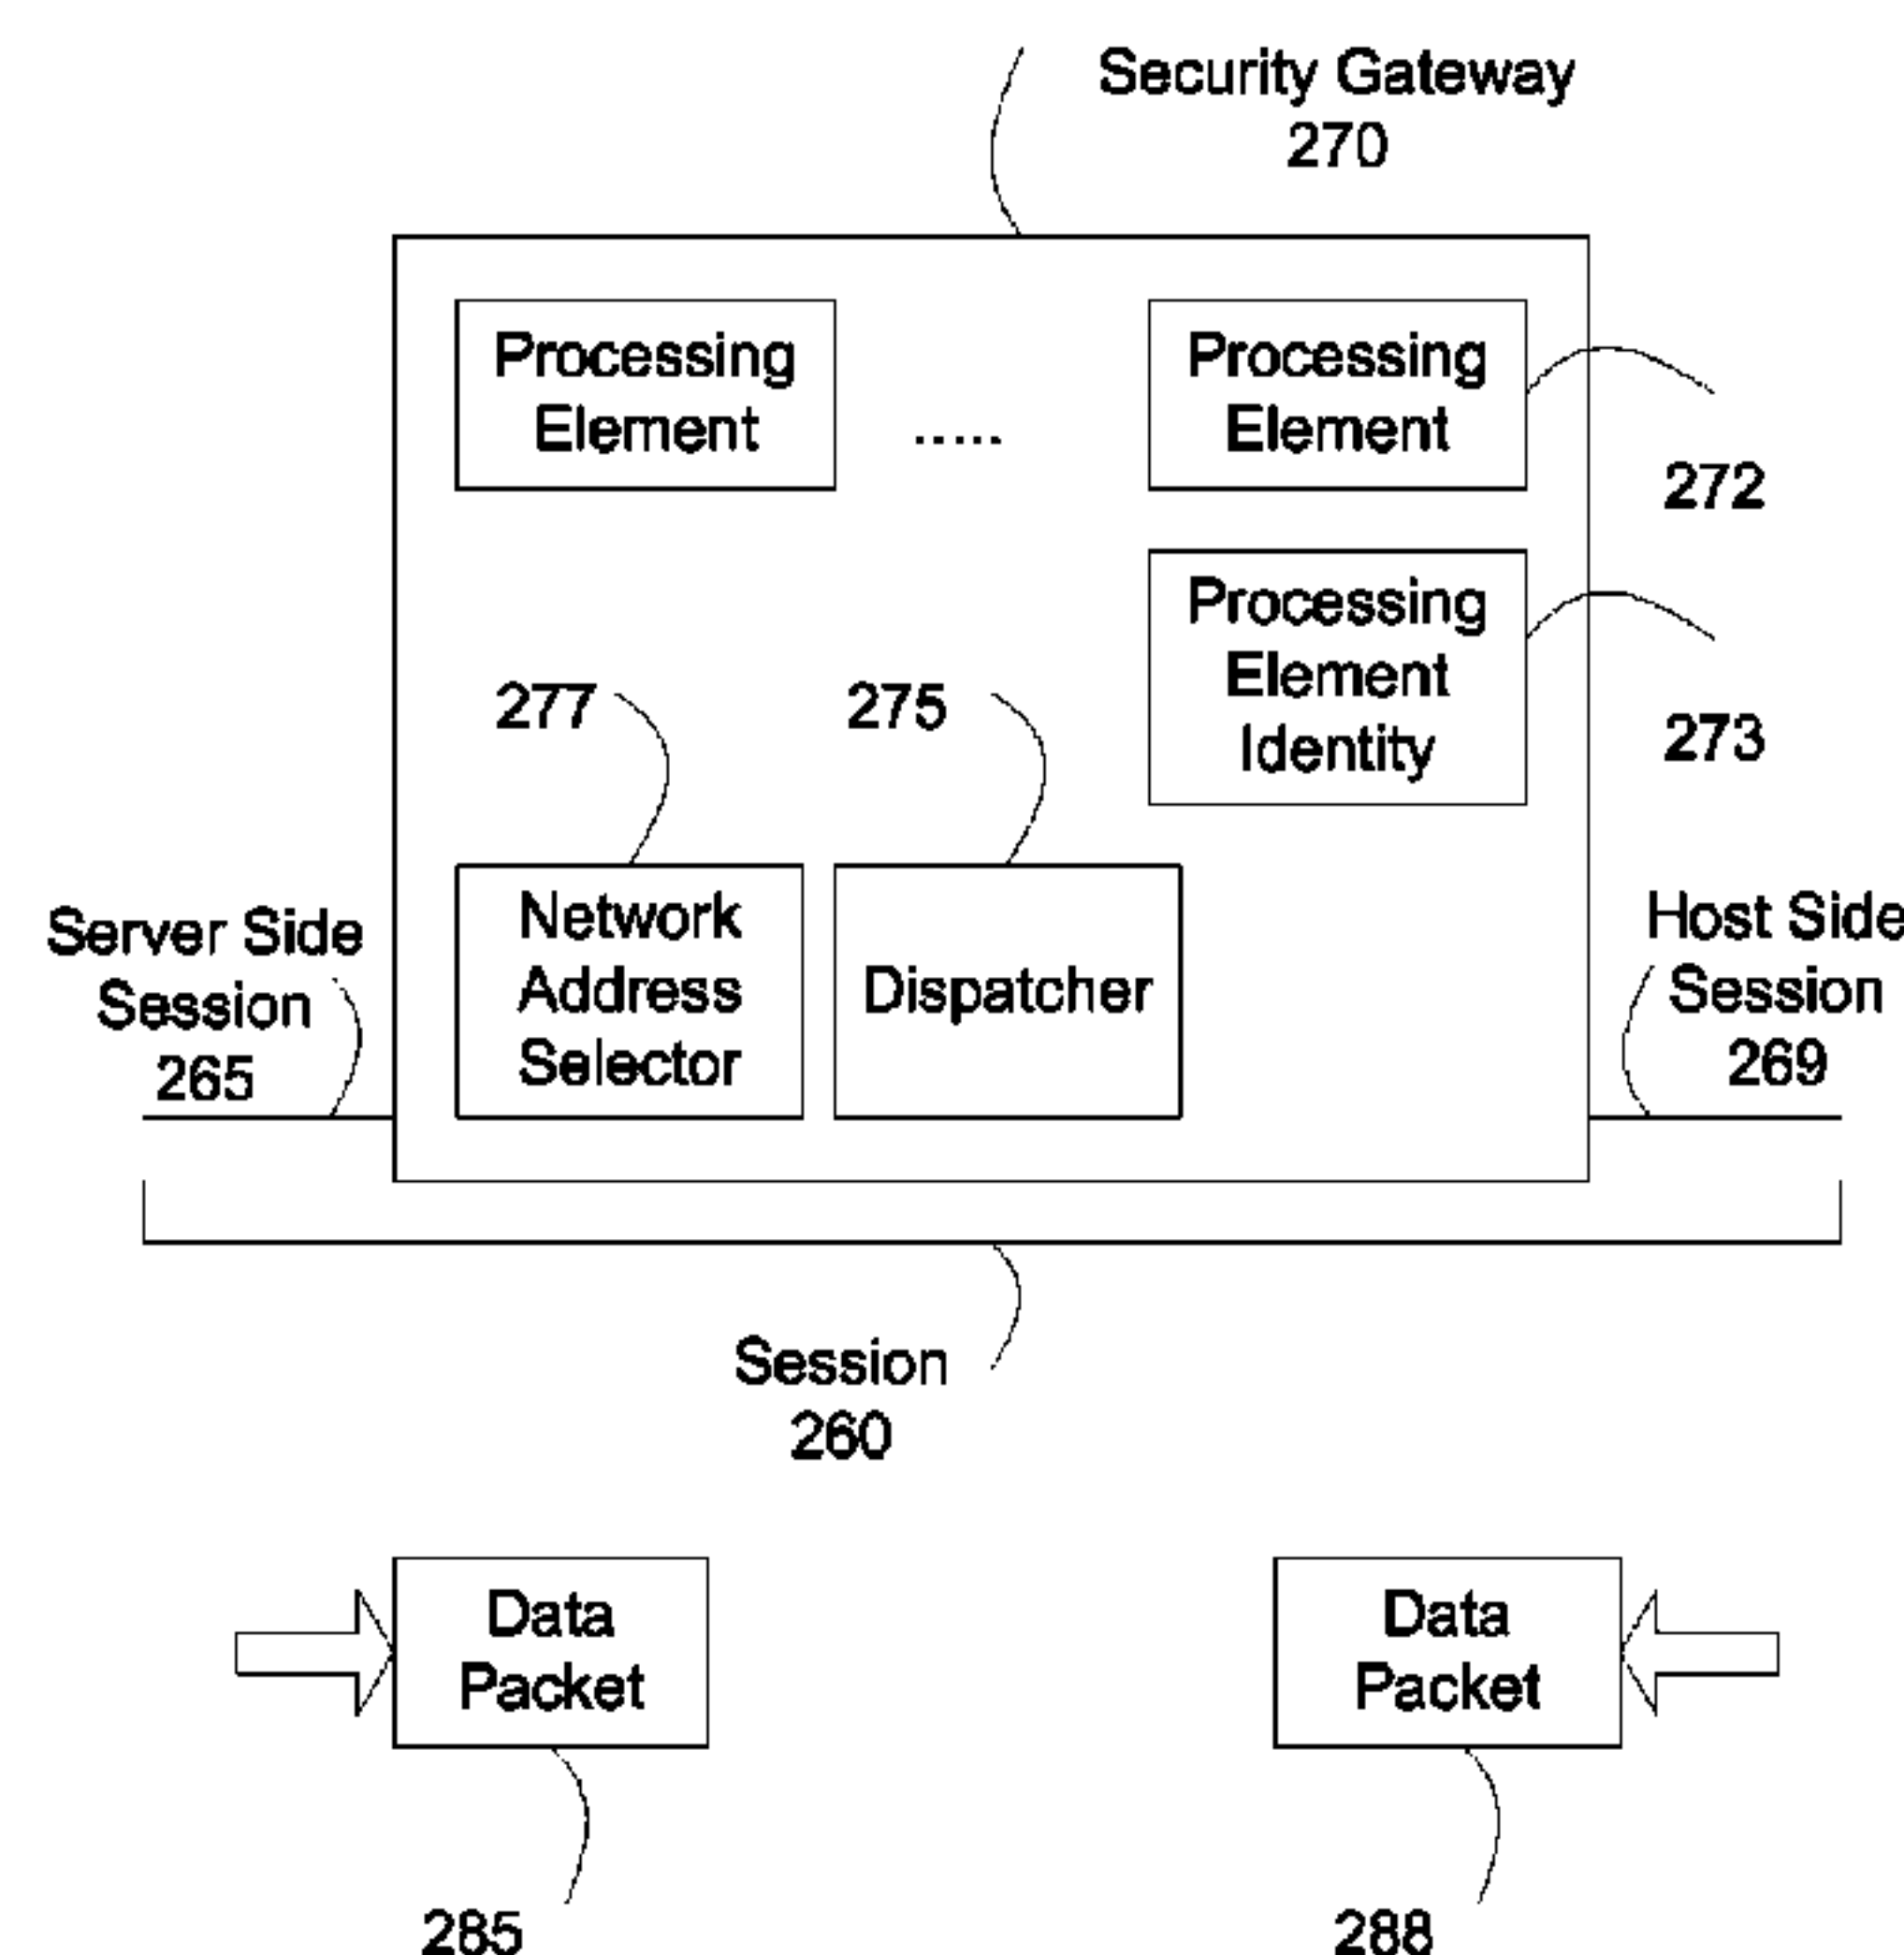 Security Gateway
270
Processing
Element
.....
Processing
Element
272
Processing
Element
Identity
273
277
275
Network
Address
Selector
Dispatcher
Server Side
Session
265
Host Side
Session
269
Session
260
Data
Packet
Data
Packet
285
288